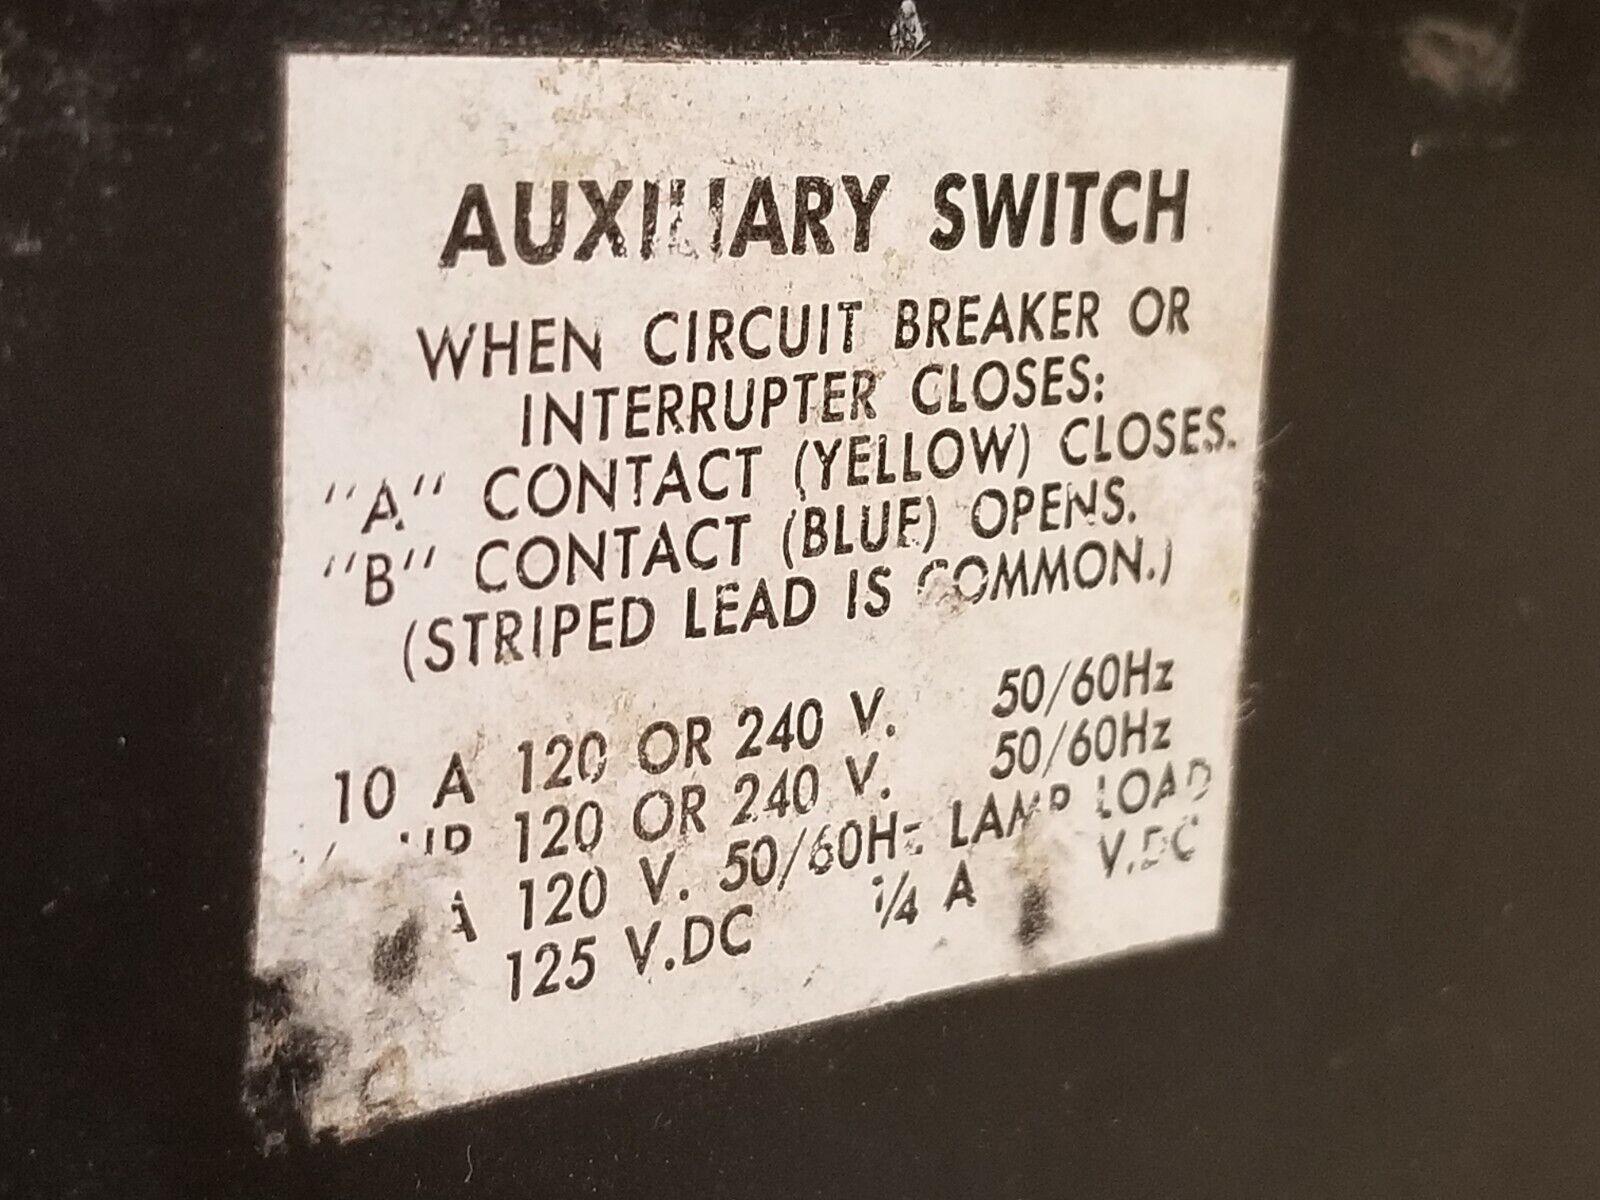 AUXILIARY SWITCH
WHEN CIRCUIT BREAKER OR
INTERRUPTER CLOSES:
"A" CONTACT (YELLOW) CLOSES.
"B" CONTACT (BLUE) OPENS.
(STRIPED LEAD IS COMMON.)
10 A 120 OR 240 V. 50/60Hz
HP 120 OR 240 V. 50/60Hz
A 120 V. 50/60Hz LAMP LOAD
125 V.DC 1/4 A V.DC